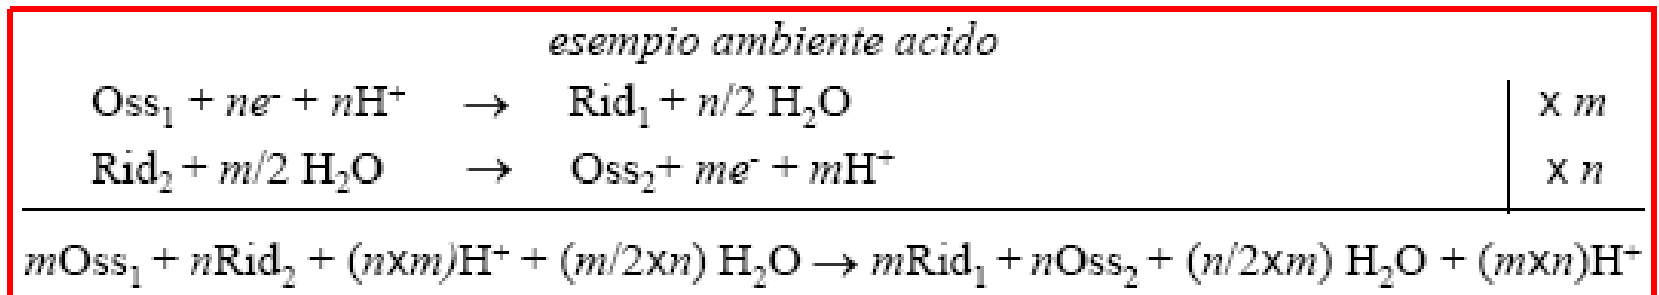 esempio ambiente acido
Oss₁ + ne⁻ + nH⁺ → Rid₁ + n/2 H₂O x m
Rid₂ + m/2 H₂O → Oss₂+ me⁻ + mH⁺ x n
mOss₁ + nRid₂ + (nxm)H⁺ + (m/2xn) H₂O → mRid₁ + nOss₂ + (n/2xm) H₂O + (mxn)H⁺